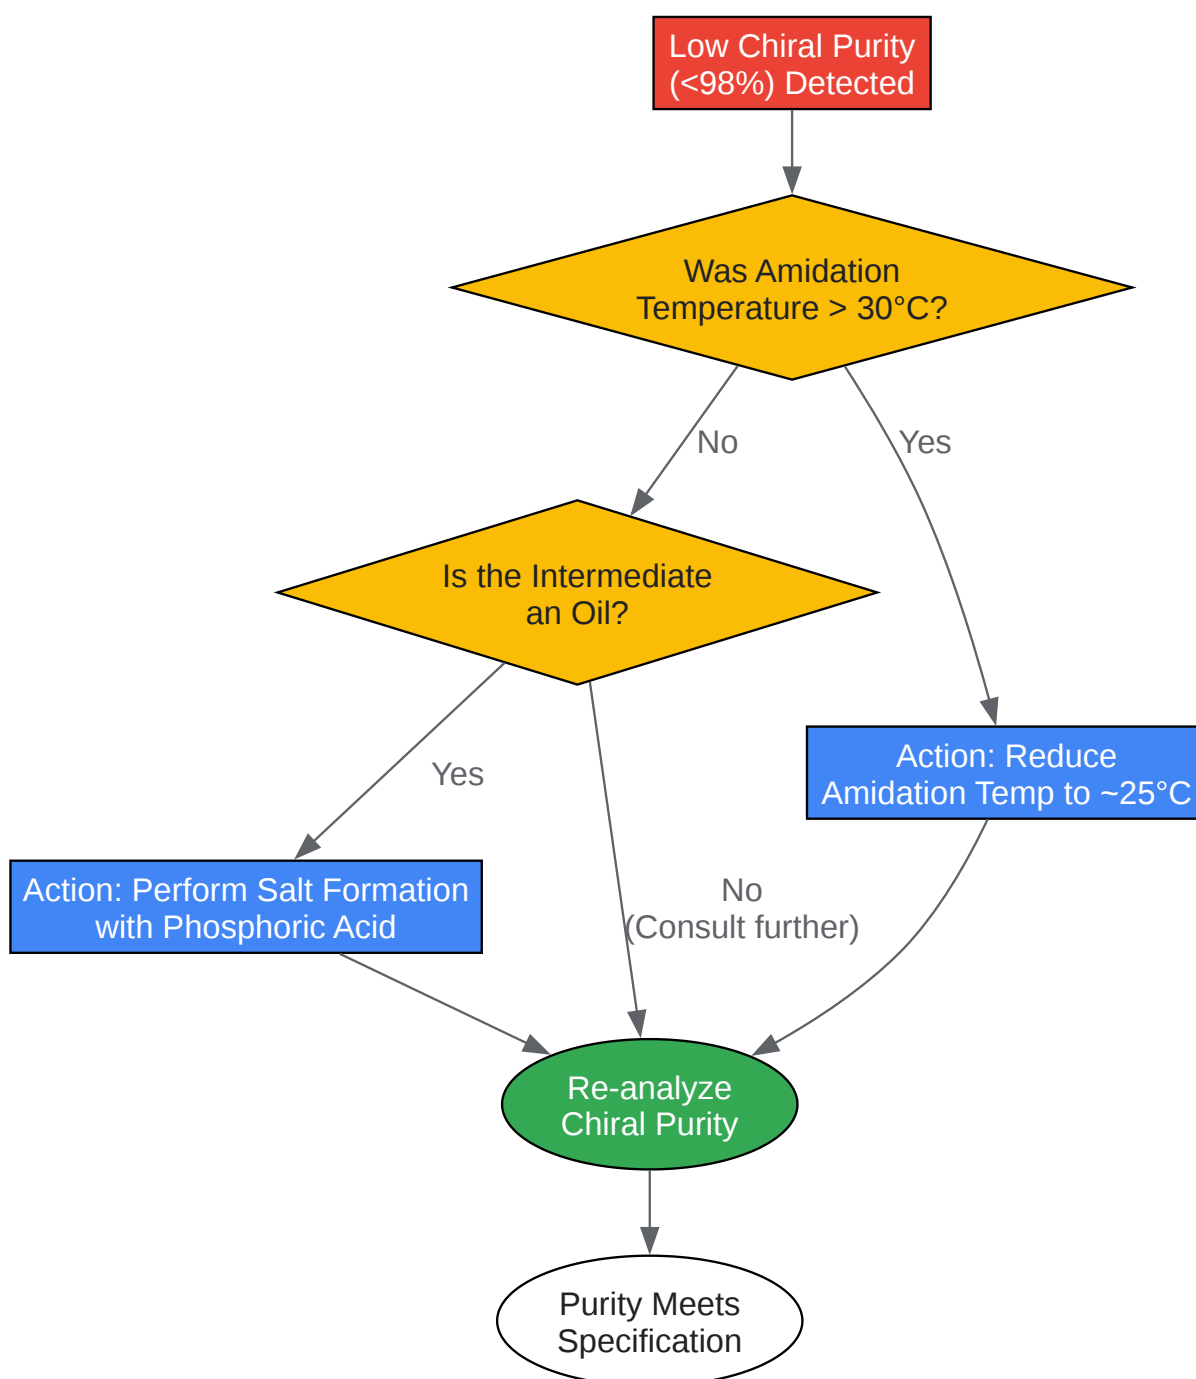 Low Chiral Purity
(<98%) Detected
Was Amidation
Temperature > 30°C?
No
Yes
Is the Intermediate
an Oil?
Yes
Action: Reduce
Amidation Temp to ~25°C
Action: Perform Salt Formation
with Phosphoric Acid
No
(Consult further)
Re-analyze
Chiral Purity
Purity Meets
Specification